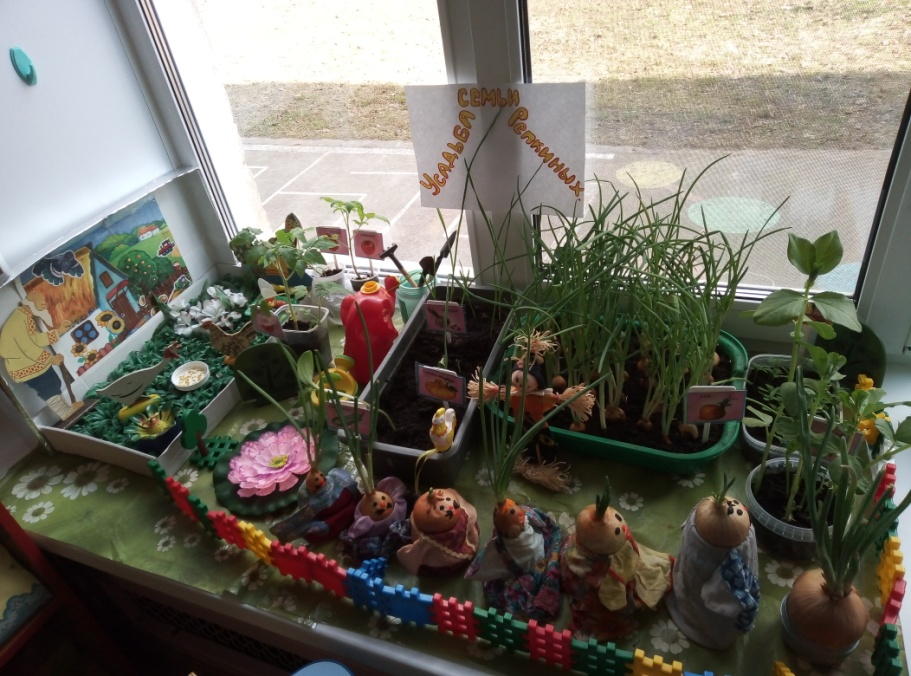 Усадьба
семьи
Репкиных